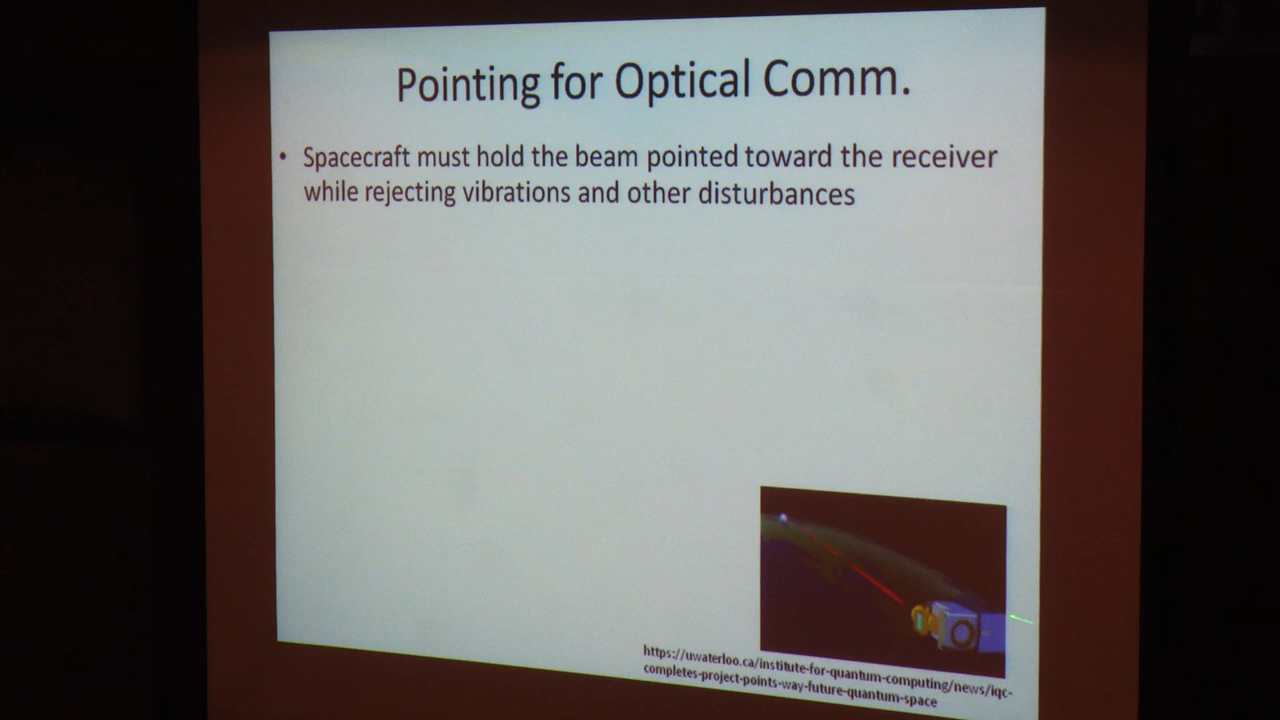 Pointing for Optical Comm.
• Spacecraft must hold the beam pointed toward the receiver
while rejecting vibrations and other disturbances
https://uwaterloo.ca/institute-for-quantum-computing/news/iqc-
completes-project-points-way-future-quantum-space